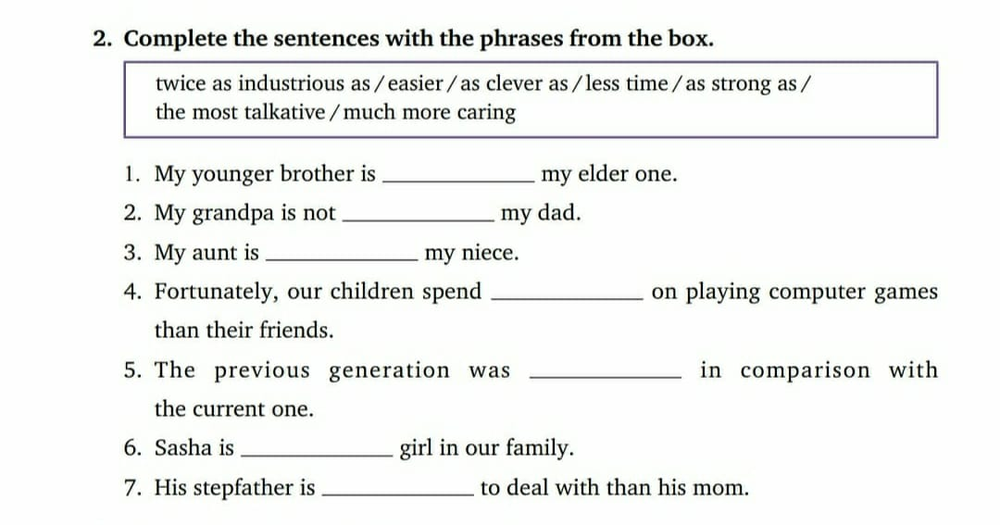 2. Complete the sentences with the phrases from the box.
twice as industrious as / easier / as clever as / less time / as strong as /
the most talkative / much more caring
1. My younger brother is ____________ my elder one.
2. My grandpa is not ____________ my dad.
3. My aunt is ____________ my niece.
4. Fortunately, our children spend ____________ on playing computer games
than their friends.
5. The previous generation was ____________ in comparison with
the current one.
6. Sasha is ____________ girl in our family.
7. His stepfather is ____________ to deal with than his mom.